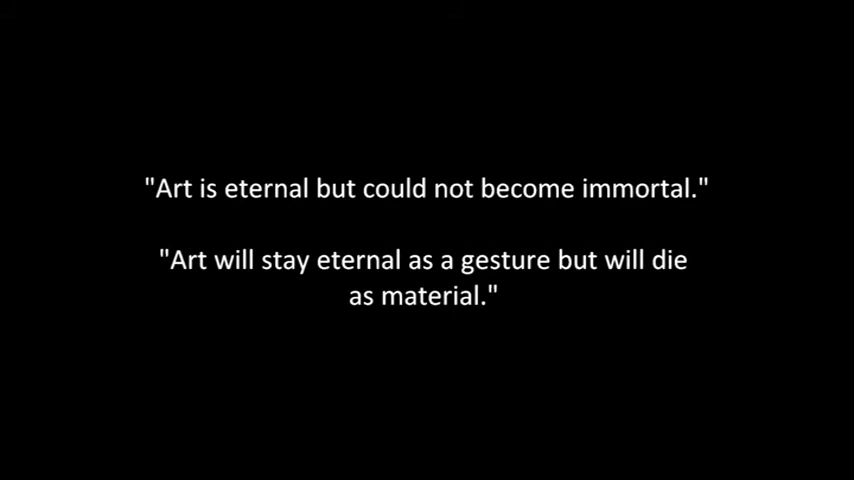 "Art is eternal but could not become immortal."
"Art will stay eternal as a gesture but will die
as material."